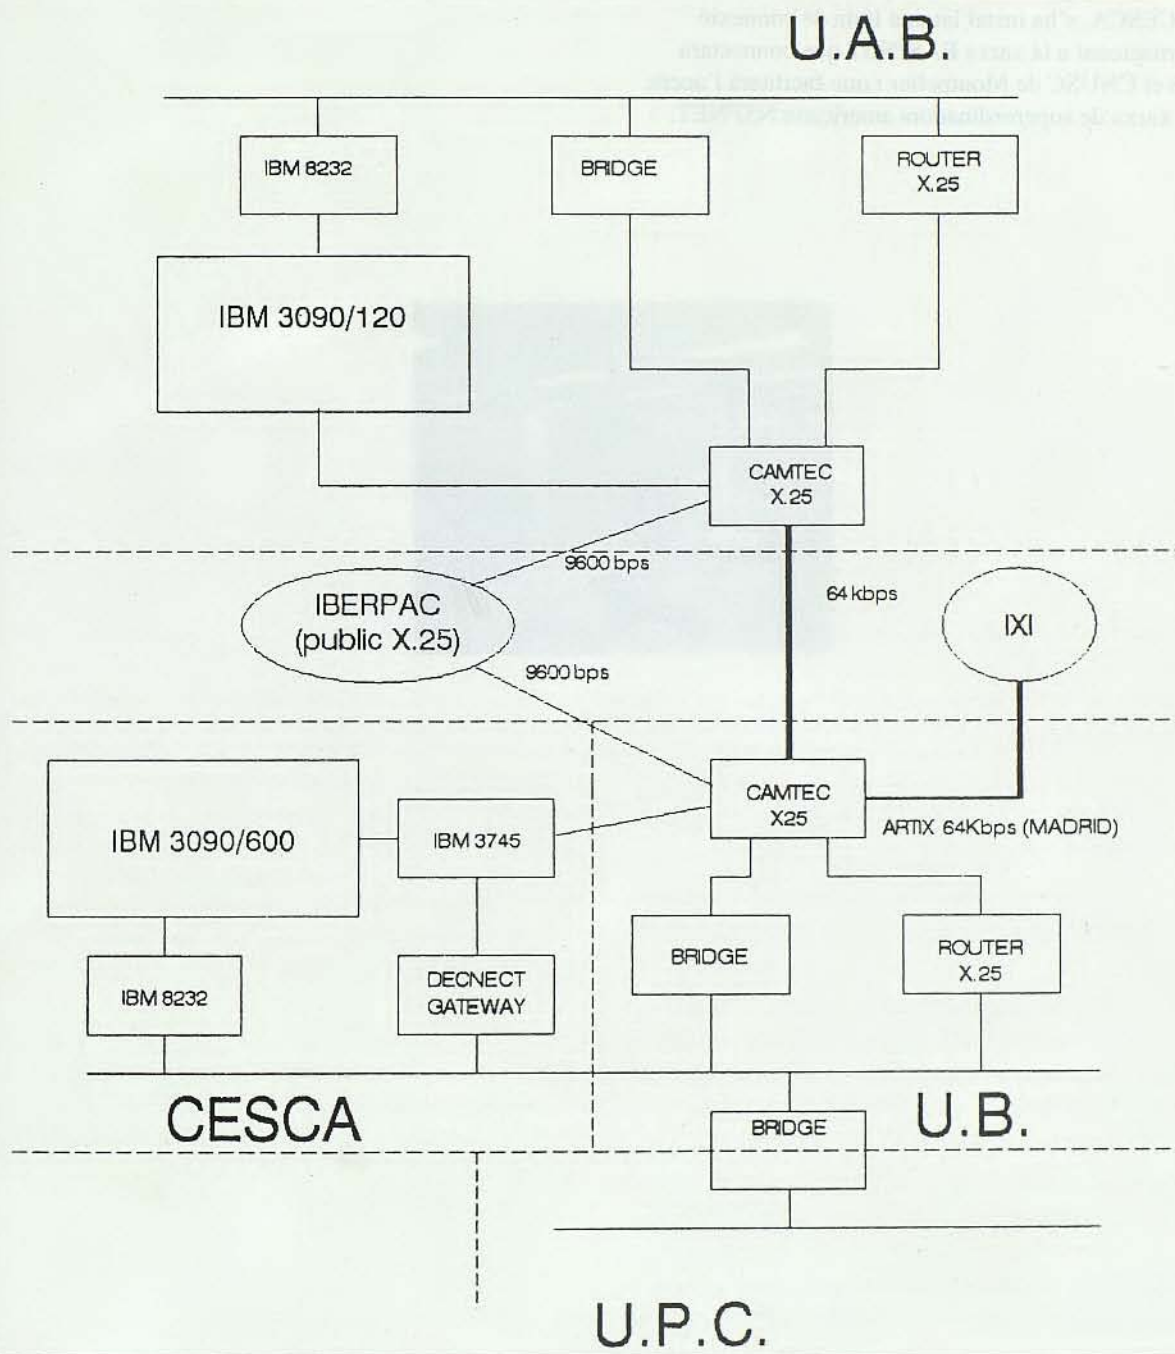 U.A.B.
IBM 8232
BRIDGE
ROUTER
X.25
IBM 3090/120
CAMTEC
X.25
9600 bps
64 kbps
IBERPAC
(public X.25)
IXI
9600 bps
IBM 3090/600
IBM 3745
CAMTEC
X25
ARTIX 64Kbps (MADRID)
IBM 8232
DECNECT
GATEWAY
BRIDGE
ROUTER
X.25
CESCA
BRIDGE
U.B.
U.P.C.